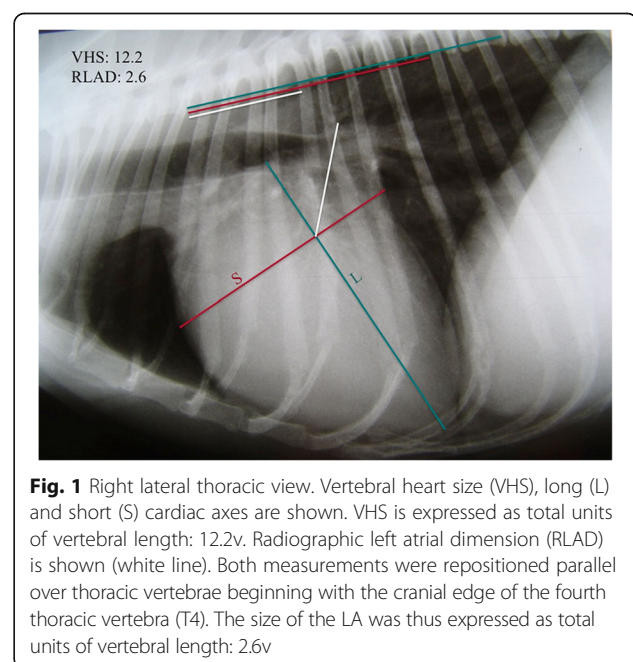 VHS: 12.2
RLAD: 2.6
S
L
Fig. 1 Right lateral thoracic view. Vertebral heart size (VHS), long (L)
and short (S) cardiac axes are shown. VHS is expressed as total units
of vertebral length: 12.2v. Radiographic left atrial dimension (RLAD)
is shown (white line). Both measurements were repositioned parallel
over thoracic vertebrae beginning with the cranial edge of the fourth
thoracic vertebra (T4). The size of the LA was thus expressed as total
units of vertebral length: 2.6v